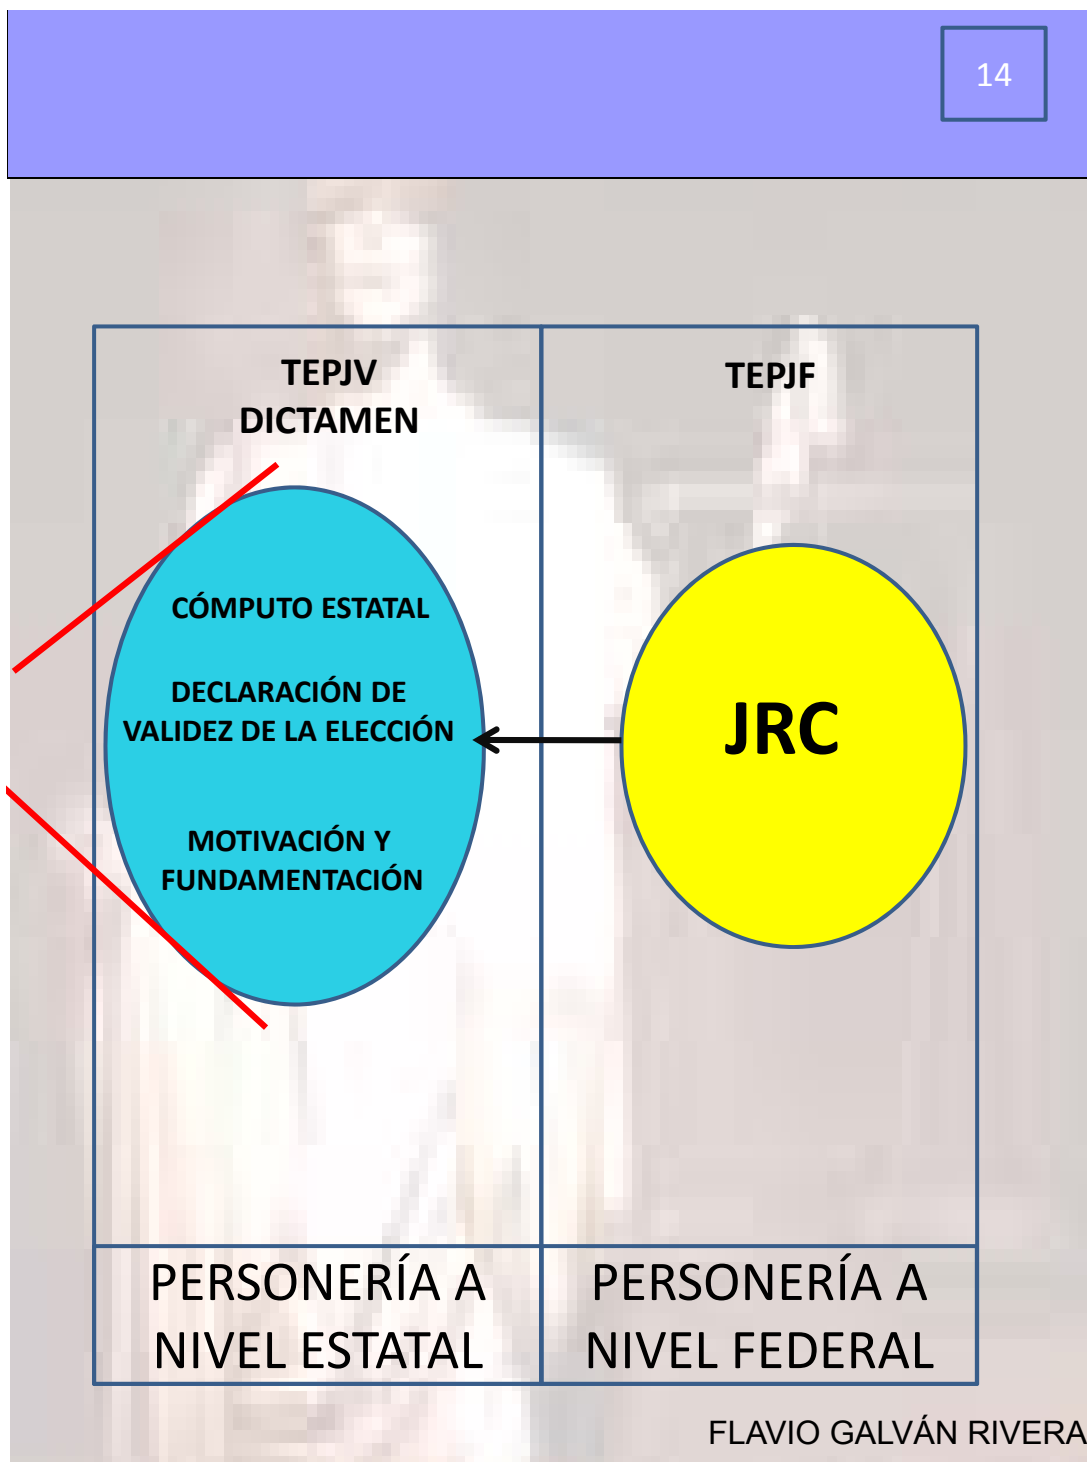 14
TEPJV
DICTAMEN
CÓMPUTO ESTATAL
DECLARACIÓN DE
VALIDEZ DE LA ELECCIÓN
MOTIVACIÓN Y
FUNDAMENTACIÓN
TEPJF
JRC
PERSONERÍA A
NIVEL ESTATAL
PERSONERÍA A
NIVEL FEDERAL
FLAVIO GALVÁN RIVERA